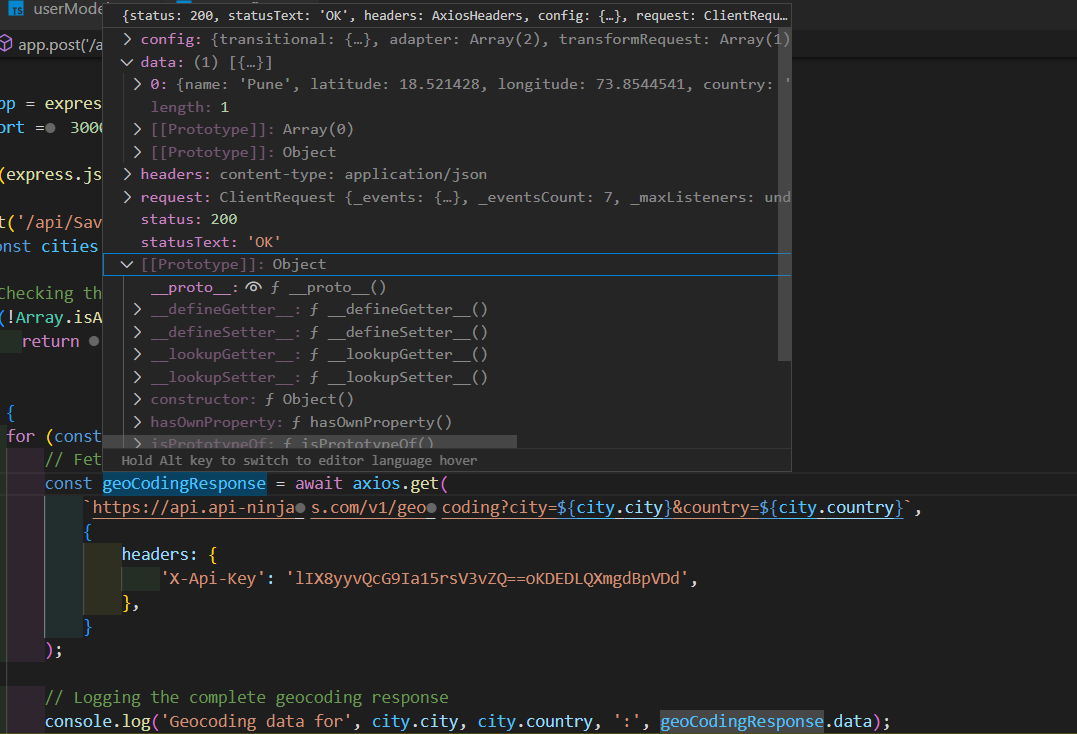 userMode
{status: 200, statusText: 'OK', headers: AxiosHeaders, config: {…}, request: ClientRequ…
app.post('/a
config: {transitional: {…}, adapter: Array(2), transformRequest: Array(1)
data: (1) [{…}]
0: {name: 'Pune', latitude: 18.521428, longitude: 73.8544541, country: '
pp = expres
length: 1
ort = 3000
[[Prototype]]: Array(0)
[[Prototype]]: Object
(express.js
headers: content-type: application/json
request: ClientRequest {_events: {…}, _eventsCount: 7, _maxListeners: und
t('/api/Sav
status: 200
onst cities
statusText: 'OK'
[[Prototype]]: Object
__proto__: ƒ __proto__()
Checking th
__defineGetter__: ƒ __defineGetter__()
(!Array.isA
__defineSetter__: ƒ __defineSetter__()
return
__lookupGetter__: ƒ __lookupGetter__()
__lookupSetter__: ƒ __lookupSetter__()
constructor: ƒ Object()
{
hasOwnProperty: ƒ hasOwnProperty()
for (const
isPrototypeOf: ƒ isPrototypeOf()
// Fet
Hold Alt key to switch to editor language hover
const geoCodingResponse = await axios.get(
`https://api.api-ninja s.com/v1/geo coding?city=${city.city}&country=${city.country}`,
{
headers: {
'X-Api-Key': 'lIX8yyvQcG9Ia15rsV3vZQ==oKDEDLQXmgdBpVDd',
},
}
);
// Logging the complete geocoding response
console.log('Geocoding data for', city.city, city.country, ':', geoCodingResponse.data);